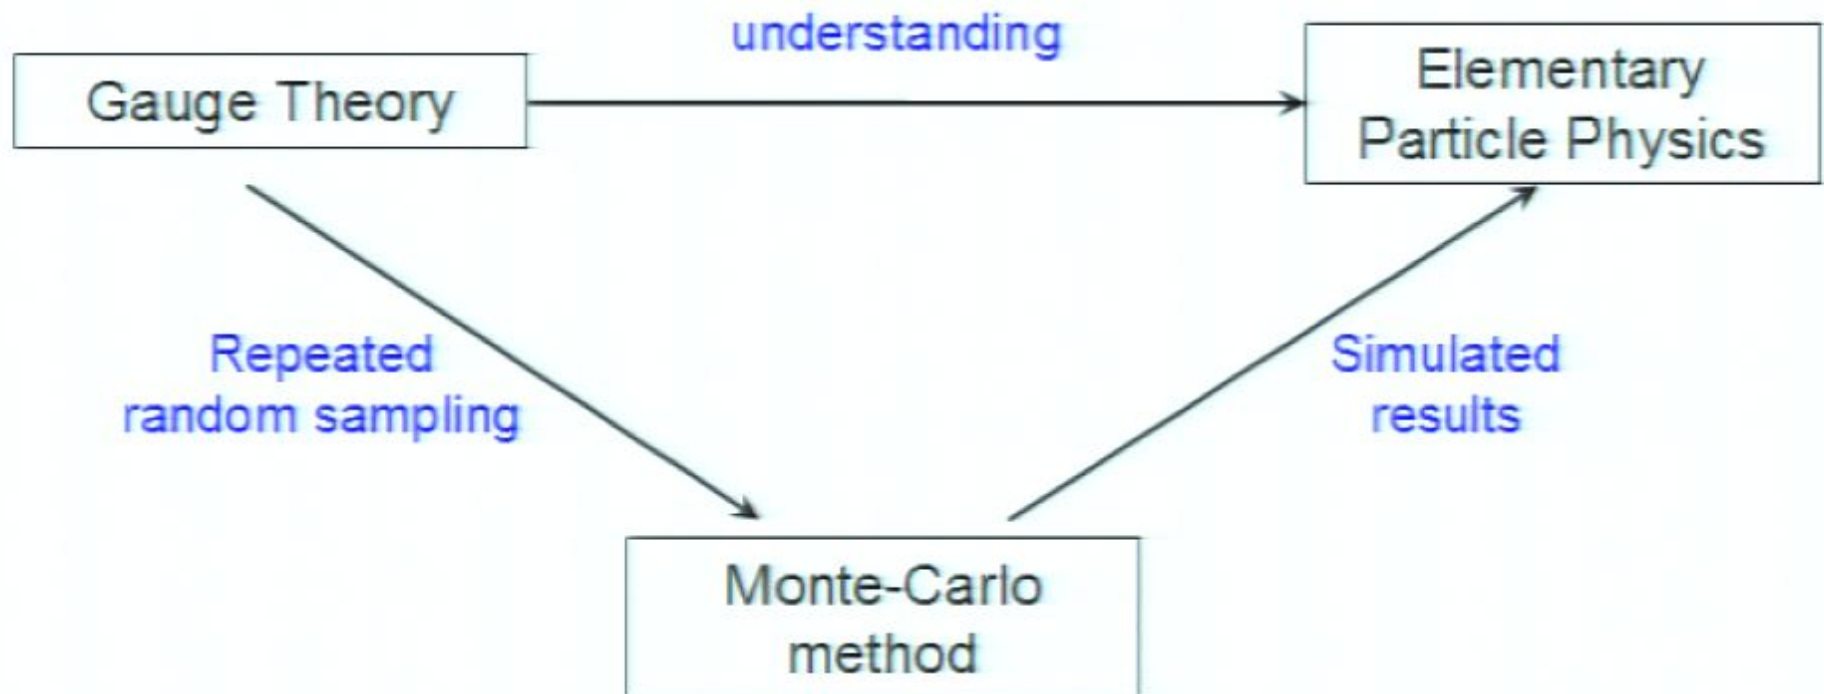 understanding
Gauge Theory
Elementary
Particle Physics
Repeated
random sampling
Simulated
results
Monte-Carlo
method